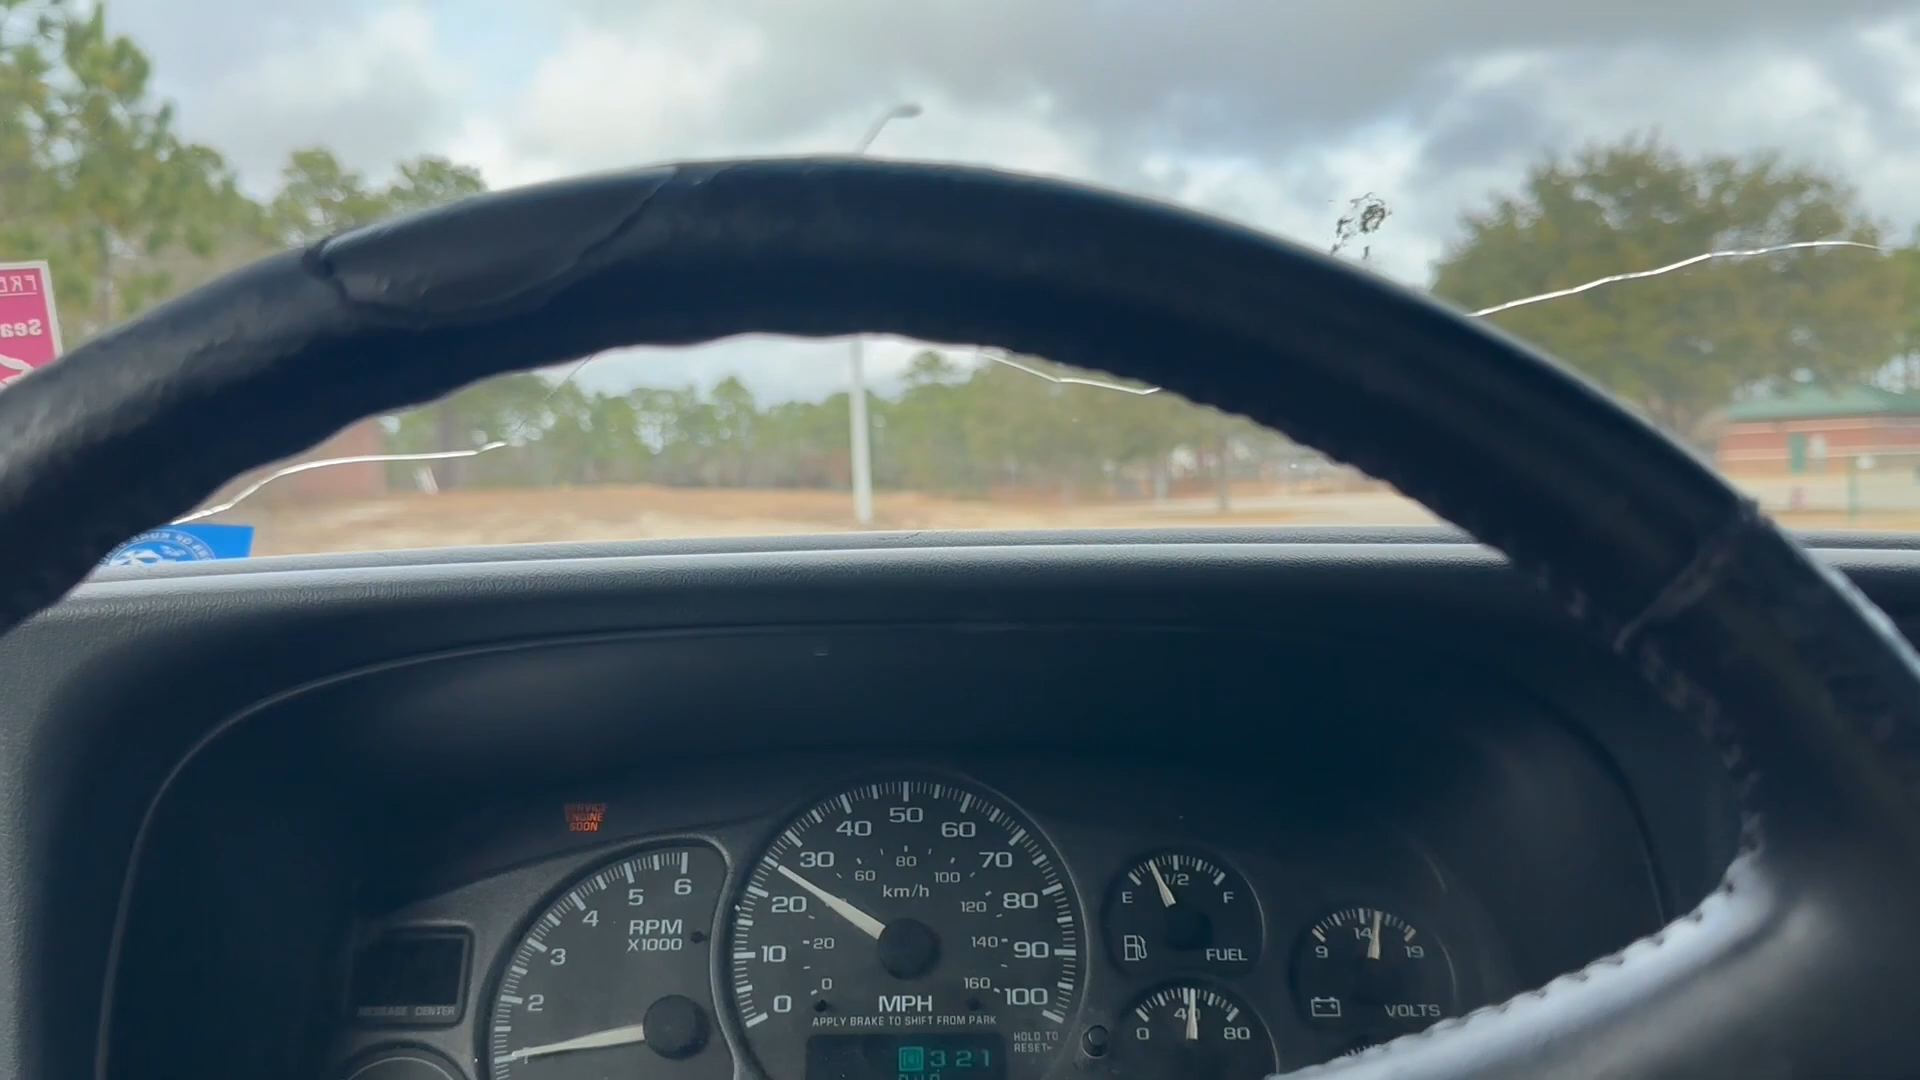 SERVICE
ENGINE
SOON
RPM
X1000
1
2
3
4
5
6
MESSAGE CENTER
0
10
20
30
40
50
60
70
80
90
100
0
20
60
80
100
120
140
160
km/h
MPH
APPLY BRAKE TO SHIFT FROM PARK
HOLD TO
RESET
321
E
1/2
F
FUEL
0
40
80
9
14
19
VOLTS